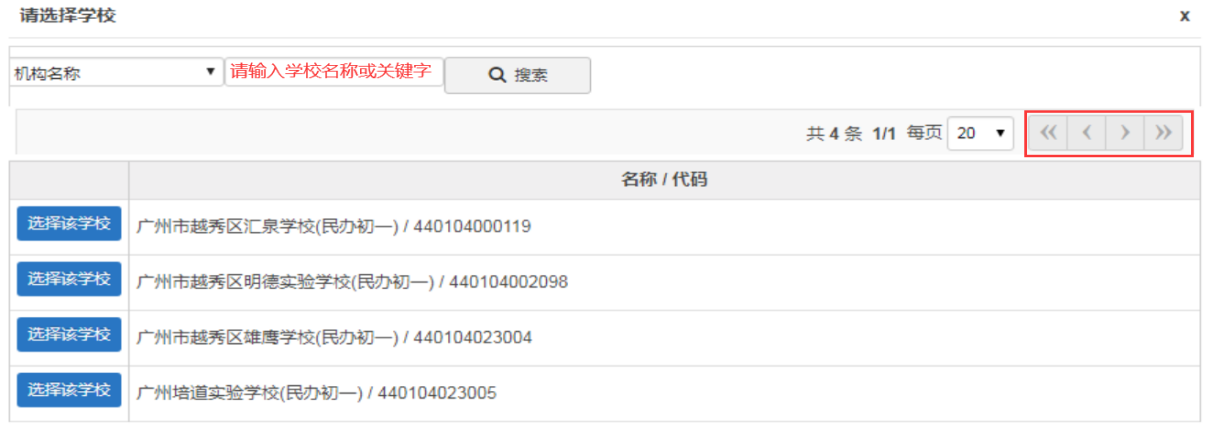 请选择学校 x
机构名称 请输入学校名称或关键字 搜索
共 4 条 1/1 每页 20
名称 / 代码
选择该学校 广州市越秀区汇泉学校(民办初一) / 440104000119
选择该学校 广州市越秀区明德实验学校(民办初一) / 440104002098
选择该学校 广州市越秀区雄鹰学校(民办初一) / 440104023004
选择该学校 广州培道实验学校(民办初一) / 440104023005